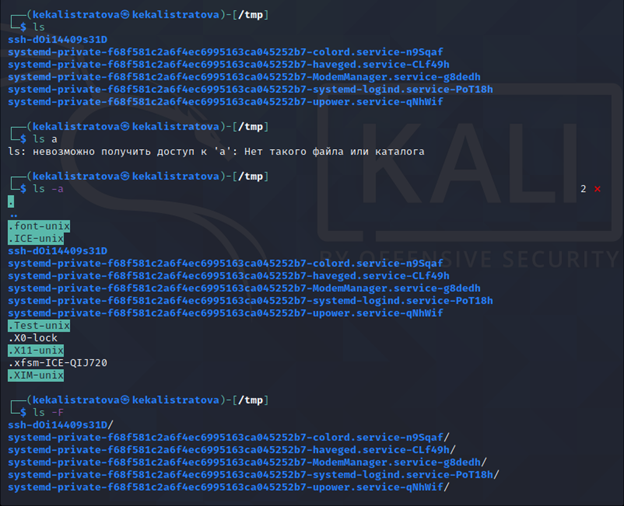 ┌──(kekalistratova㉿kekalistratova)-[/tmp]
└─$ ls
ssh-dOi14409s31D
systemd-private-f68f581c2a6f4ec6995163ca045252b7-colord.service-n9Sqaf
systemd-private-f68f581c2a6f4ec6995163ca045252b7-haveged.service-CLf49h
systemd-private-f68f581c2a6f4ec6995163ca045252b7-ModemManager.service-g8dedh
systemd-private-f68f581c2a6f4ec6995163ca045252b7-systemd-logind.service-PoT18h
systemd-private-f68f581c2a6f4ec6995163ca045252b7-upower.service-qNhWif
┌──(kekalistratova㉿kekalistratova)-[/tmp]
└─$ ls a
ls: невозможно получить доступ к 'a': Нет такого файла или каталога
┌──(kekalistratova㉿kekalistratova)-[/tmp]
└─$ ls -a 2 ⨯
.
..
.font-unix
.ICE-unix
ssh-dOi14409s31D
systemd-private-f68f581c2a6f4ec6995163ca045252b7-colord.service-n9Sqaf
systemd-private-f68f581c2a6f4ec6995163ca045252b7-haveged.service-CLf49h
systemd-private-f68f581c2a6f4ec6995163ca045252b7-ModemManager.service-g8dedh
systemd-private-f68f581c2a6f4ec6995163ca045252b7-systemd-logind.service-PoT18h
systemd-private-f68f581c2a6f4ec6995163ca045252b7-upower.service-qNhWif
.Test-unix
.X0-lock
.X11-unix
.xfsm-ICE-QIJ720
.XIM-unix
┌──(kekalistratova㉿kekalistratova)-[/tmp]
└─$ ls -F
ssh-dOi14409s31D/
systemd-private-f68f581c2a6f4ec6995163ca045252b7-colord.service-n9Sqaf/
systemd-private-f68f581c2a6f4ec6995163ca045252b7-haveged.service-CLf49h/
systemd-private-f68f581c2a6f4ec6995163ca045252b7-ModemManager.service-g8dedh/
systemd-private-f68f581c2a6f4ec6995163ca045252b7-systemd-logind.service-PoT18h/
systemd-private-f68f581c2a6f4ec6995163ca045252b7-upower.service-qNhWif/
KALI
BY OFFENSIVE SECURITY